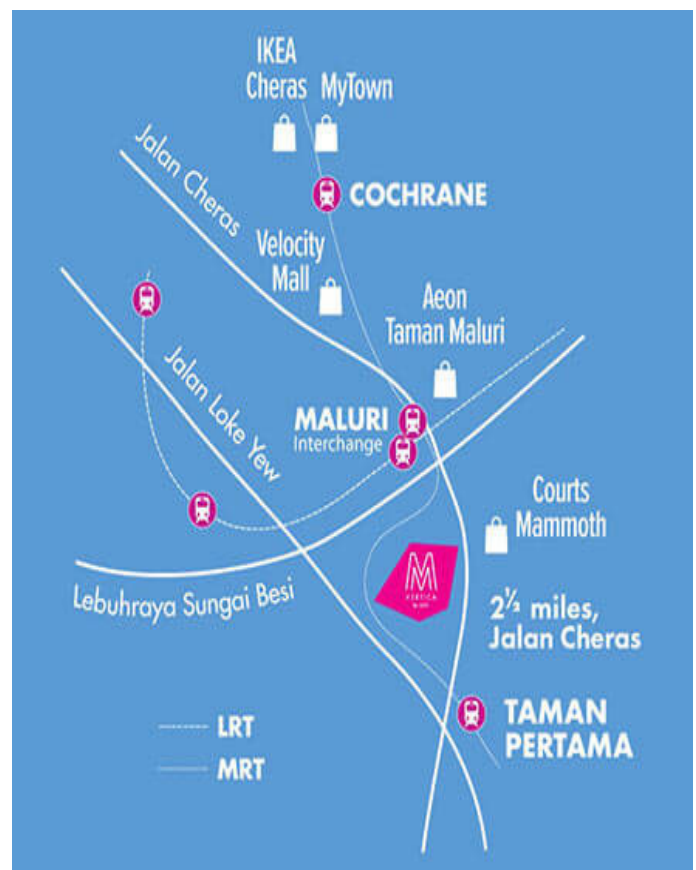 IKEA
Cheras
MyTown
Jalan Cheras
COCHRANE
Velocity
Mall
Aeon
Taman Maluri
Jalan Loke Yew
MALURI
Interchange
Courts
Mammoth
M
VERTICA
Lebuhraya Sungai Besi
2½ miles,
Jalan Cheras
TAMAN
PERTAMA
LRT
MRT